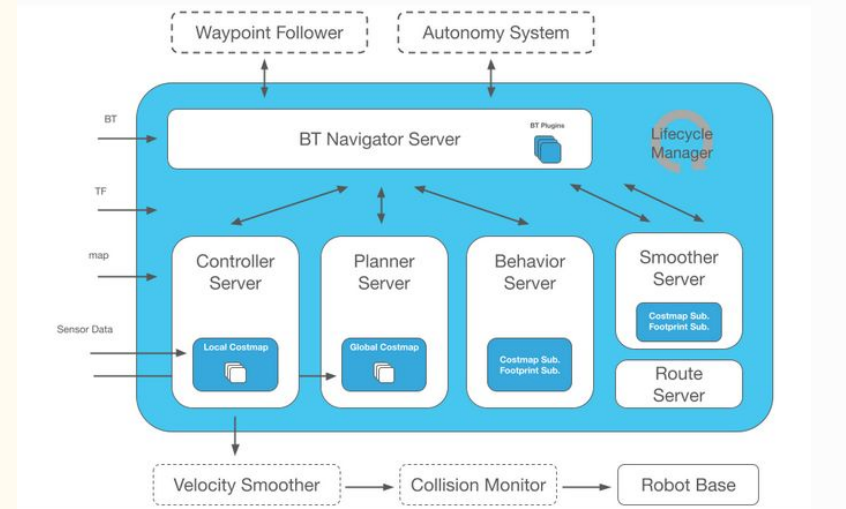 Waypoint Follower
Autonomy System
BT
BT Navigator Server
BT Plugins
Lifecycle
Manager
TF
map
Sensor Data
Controller
Server
Local Costmap
Planner
Server
Global Costmap
Behavior
Server
Costmap Sub.
Footprint Sub.
Smoother
Server
Costmap Sub.
Footprint Sub.
Route
Server
Velocity Smoother
Collision Monitor
Robot Base